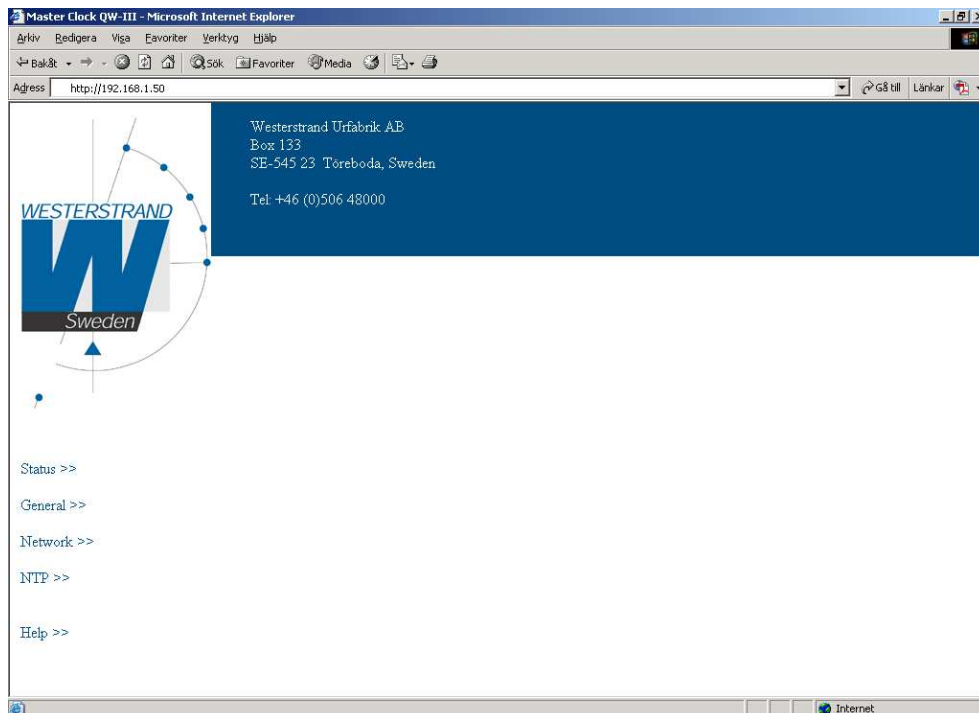 Master Clock QW-III - Microsoft Internet Explorer
Arkiv Redigera Visa Favoriter Verktyg Hjälp
Bakåt Sök Favoriter Media
Adress http://192.168.1.50 Gå till Länkar
Westerstrand Urfabrik AB
Box 133
SE-545 23 Töreboda, Sweden
Tel: +46 (0)506 48000
WESTERSTRAND
W
Sweden
Status >>
General >>
Network >>
NTP >>
Help >>
Internet